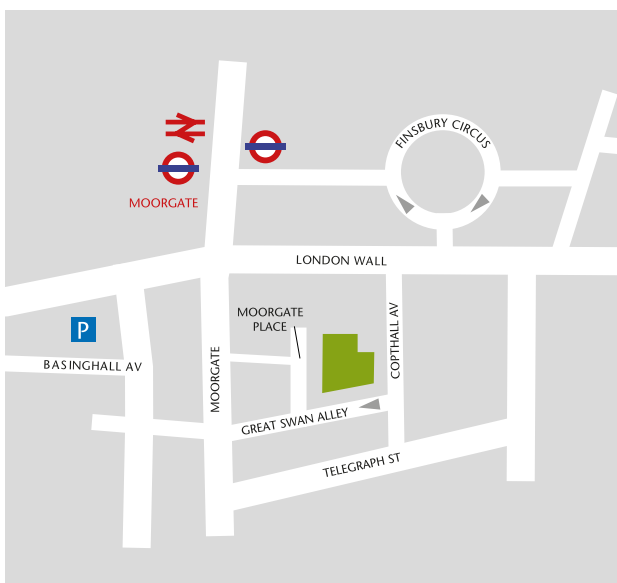 FINSBURY CIRCUS
MOORGATE
LONDON WALL
MOORGATE
PLACE
P
COPTHALL AV
MOORGATE
BASINGHALL AV
GREAT SWAN ALLEY
TELEGRAPH ST